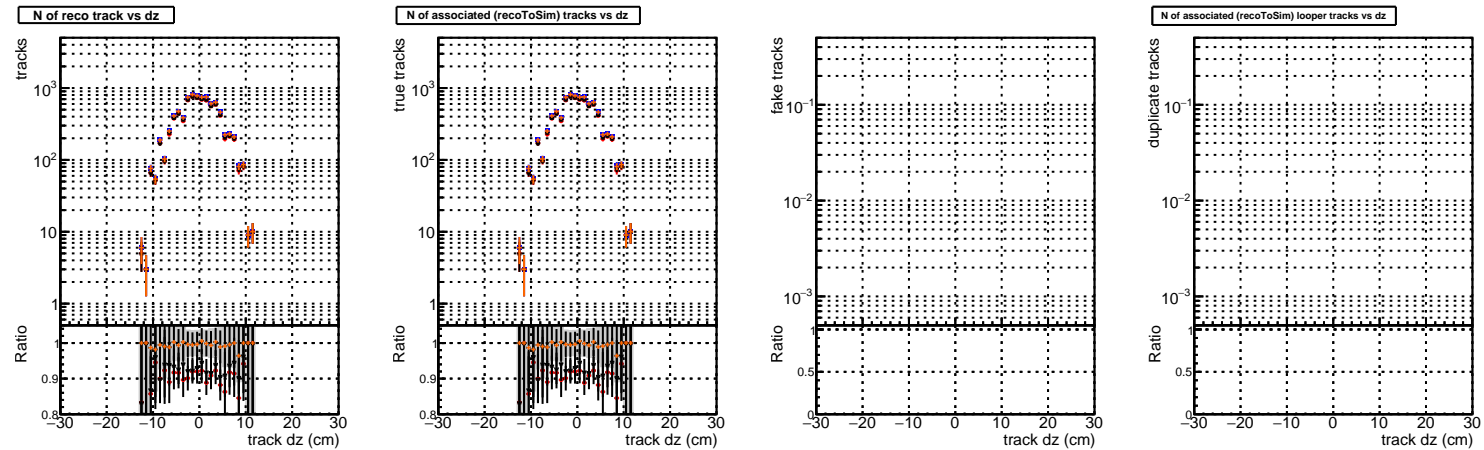 N of reco track vs dz
tracks
10³
10²
10
1
Ratio
1
0.9
0.8
−30 −20 −10 0 10 20 30
track dz (cm)
N of associated (recoToSim) tracks vs dz
true tracks
10³
10²
10
1
Ratio
1
0.9
0.8
−30 −20 −10 0 10 20 30
track dz (cm)
fake tracks
10⁻¹
10⁻²
10⁻³
Ratio
1
0.5
0
−30 −20 −10 0 10 20 30
track dz (cm)
N of associated (recoToSim) looper tracks vs dz
duplicate tracks
10⁻¹
10⁻²
10⁻³
Ratio
1
0.5
0
−30 −20 −10 0 10 20 30
track dz (cm)